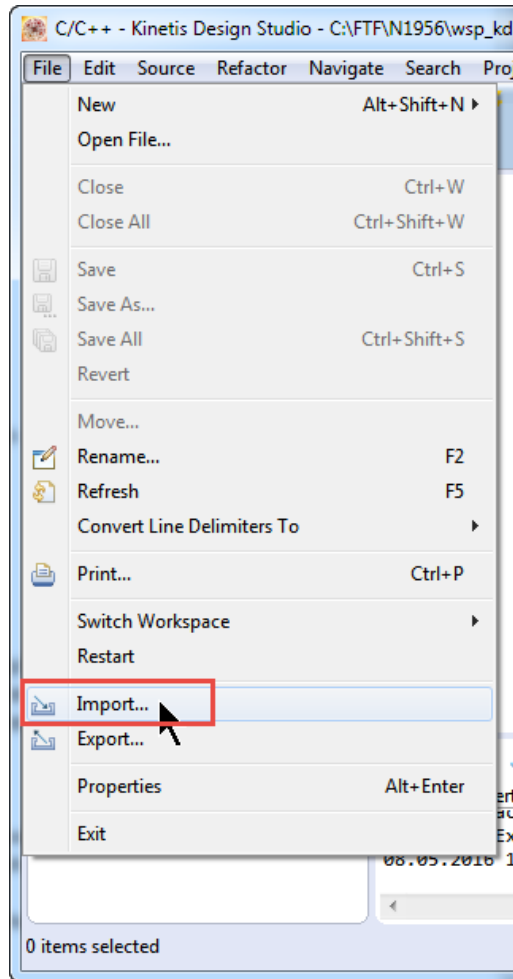 C/C++ - Kinetis Design Studio - C:\FTF\N1956\wsp_kd
File Edit Source Refactor Navigate Search Proj
New Alt+Shift+N
Open File...
Close Ctrl+W
Close All Ctrl+Shift+W
Save Ctrl+S
Save As...
Save All Ctrl+Shift+S
Revert
Move...
Rename... F2
Refresh F5
Convert Line Delimiters To
Print... Ctrl+P
Switch Workspace
Restart
Import...
Export...
Properties Alt+Enter
Exit
08.05.2016 1
0 items selected